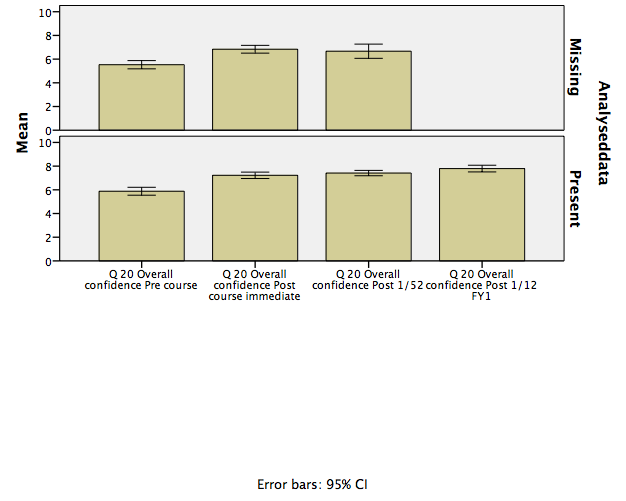 10
8
6
4
2
0
Missing
10
8
6
4
2
0
Present
Mean
Analyseddata
Q 20 Overall
confidence Pre course
Q 20 Overall
confidence Post
course immediate
Q 20 Overall
confidence Post 1/52
Q 20 Overall
confidence Post 1/12
FY1
Error bars: 95% CI